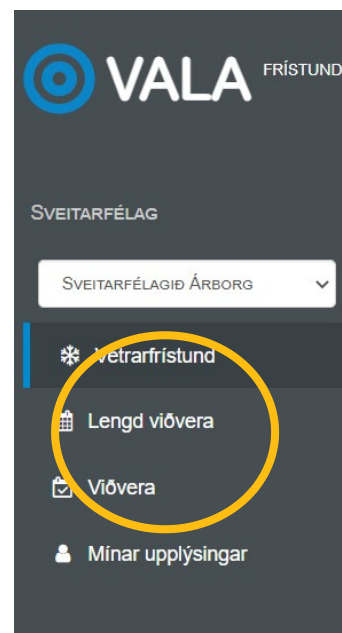 VALA FRÍSTUND
SVEITARFÉLAG
SVEITARFÉLAGIÐ ÁRBORG
Vetrarfrístund
Lengd viðvera
Viðvera
Mínar upplýsingar